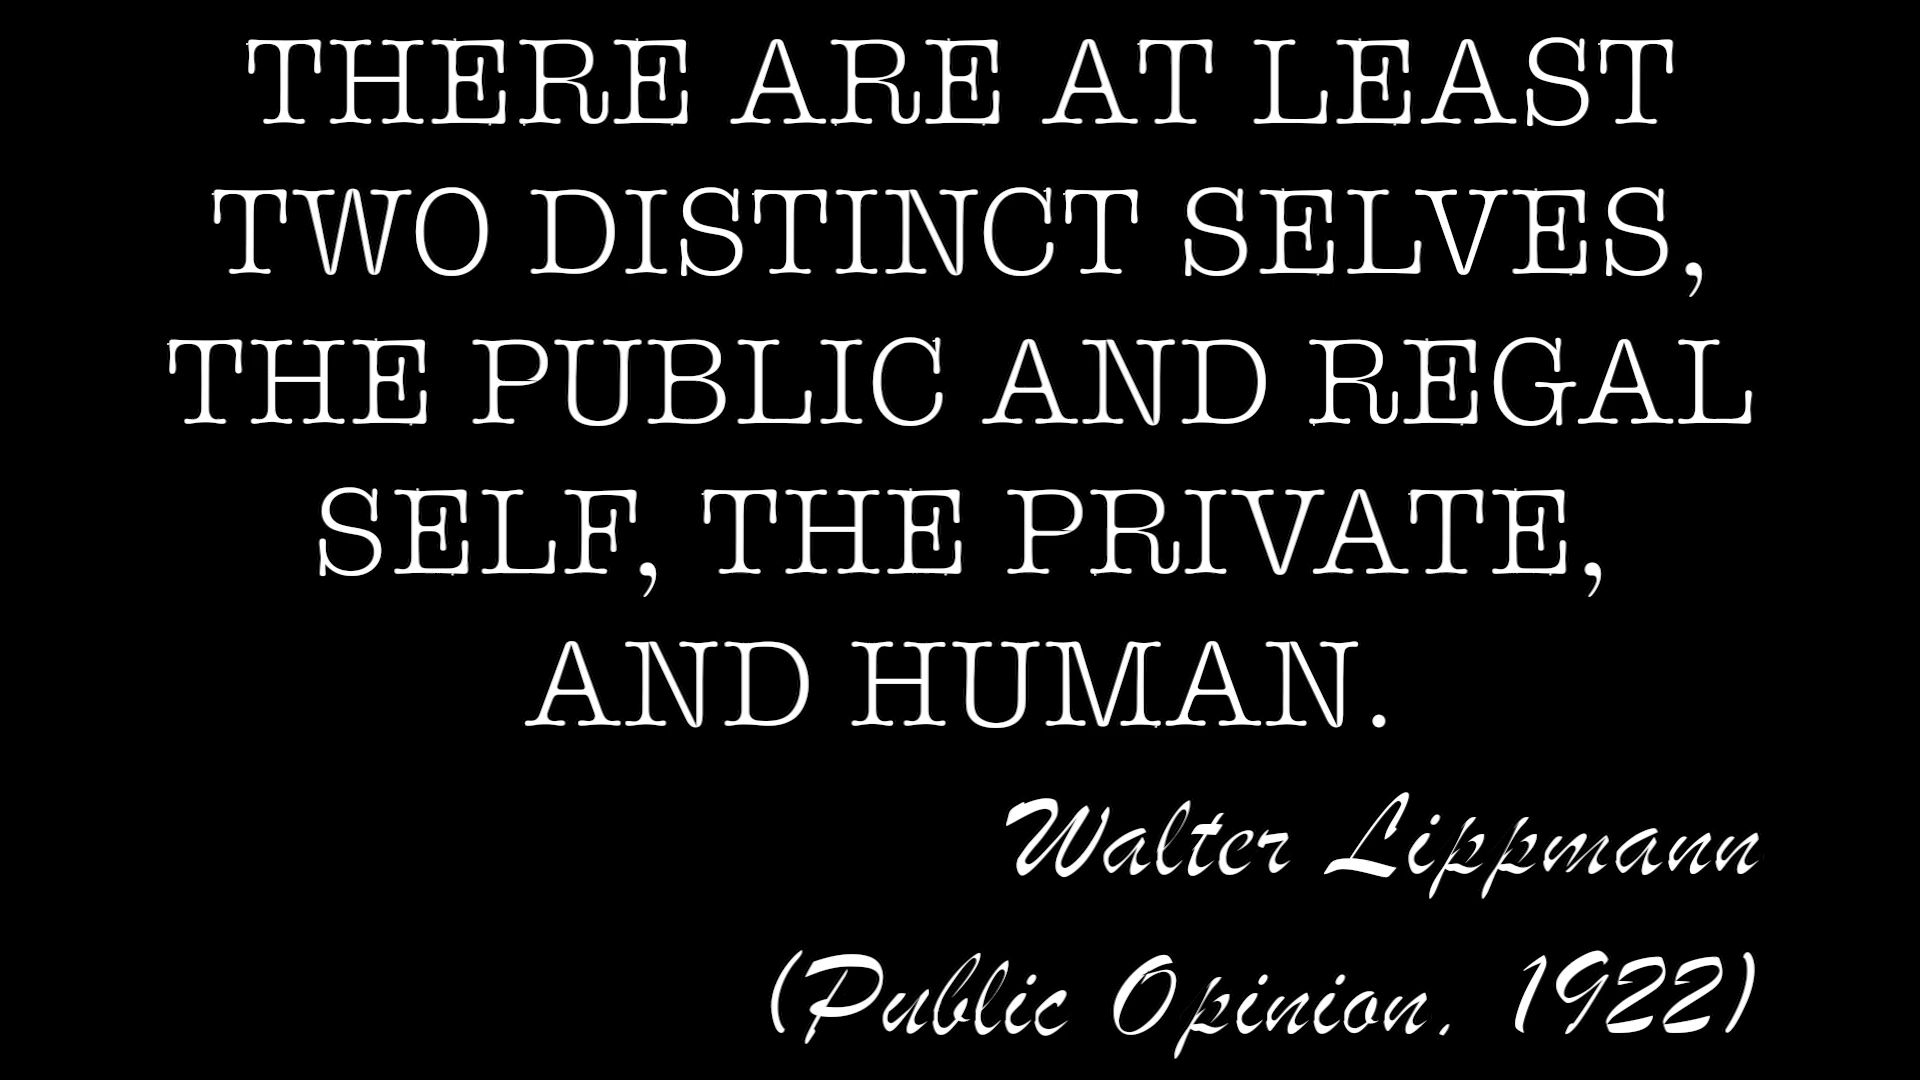 THERE ARE AT LEAST
TWO DISTINCT SELVES,
THE PUBLIC AND REGAL
SELF, THE PRIVATE,
AND HUMAN.
Walter Lippmann
(Public Opinion, 1922)